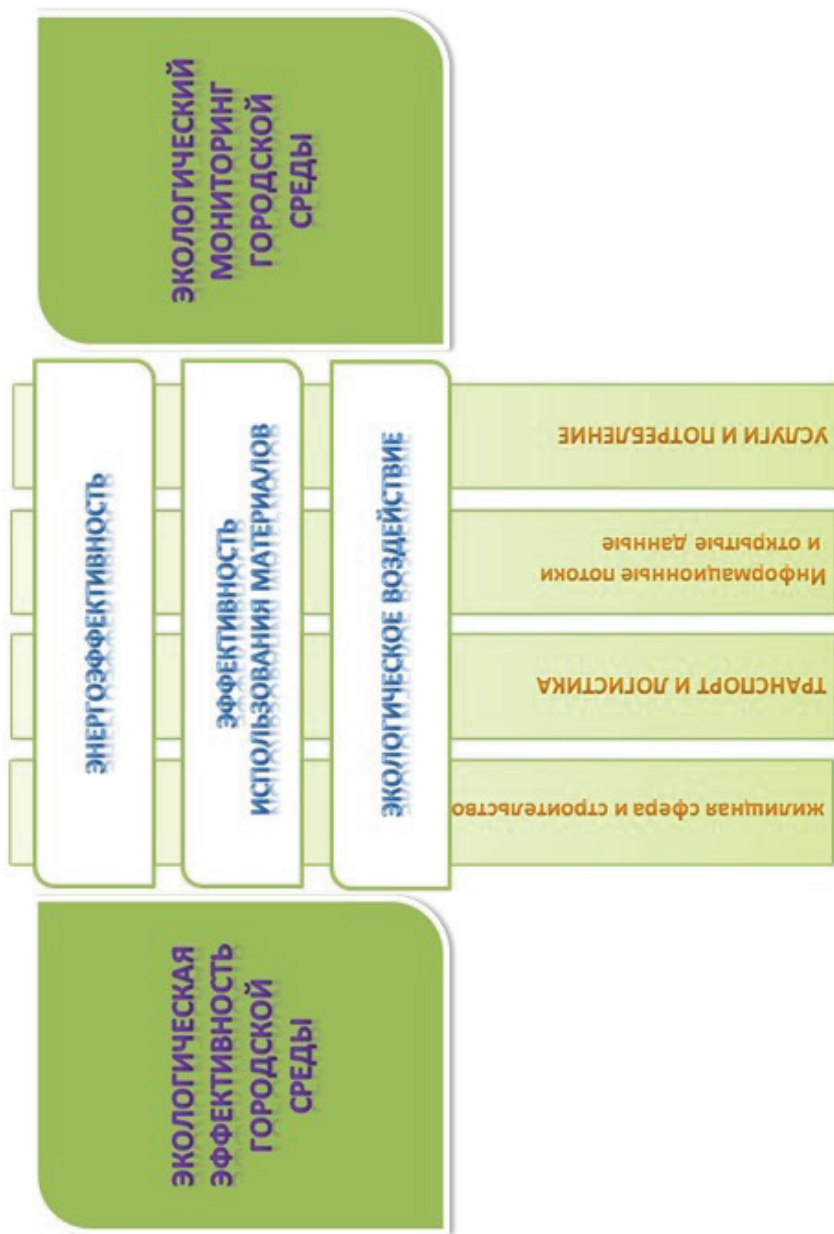 ЭКОЛОГИЧЕСКАЯ
ЭФФЕКТИВНОСТЬ
ГОРОДСКОЙ
СРЕДЫ
ЭНЕРГОЭФФЕКТИВНОСТЬ
ЭФФЕКТИВНОСТЬ
ИСПОЛЬЗОВАНИЯ МАТЕРИАЛОВ
ЭКОЛОГИЧЕСКОЕ ВОЗДЕЙСТВИЕ
ЭКОЛОГИЧЕСКИЙ
МОНИТОРИНГ
ГОРОДСКОЙ
СРЕДЫ
жилищная сфера и строительство
ТРАНСПОРТ И ЛОГИСТИКА
Информационные потоки
и открытые данные
УСЛУГИ И ПОТРЕБЛЕНИЕ